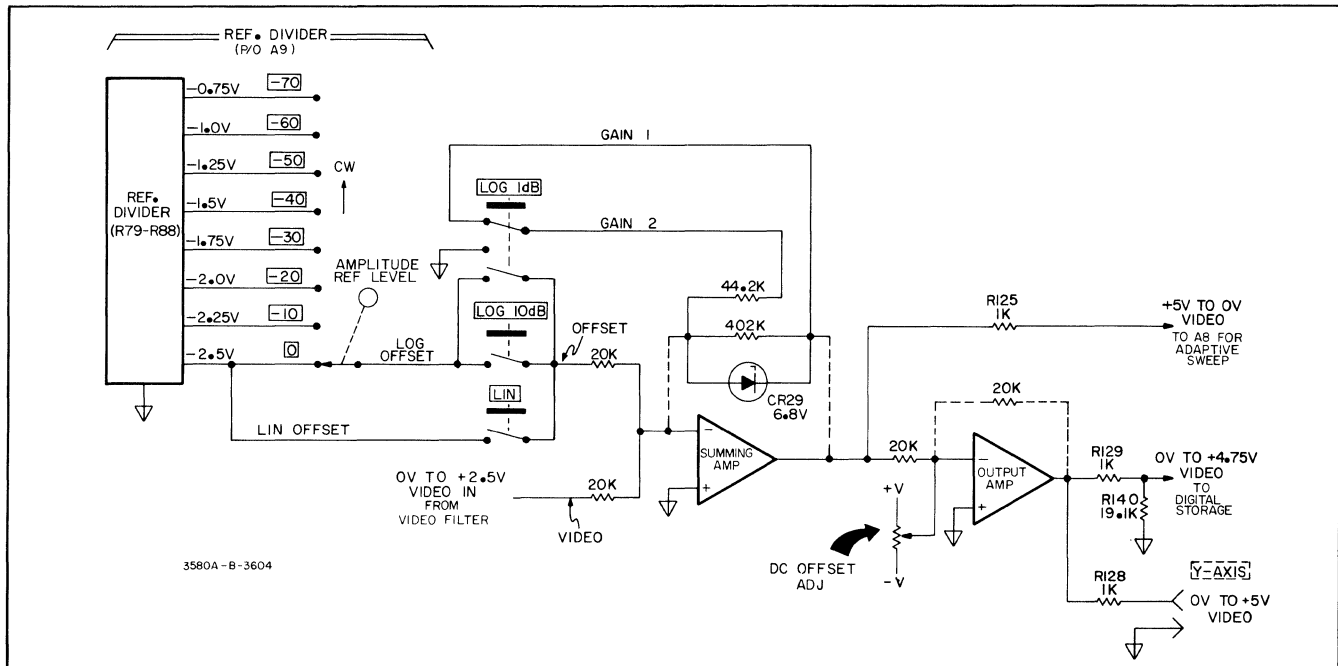 REF. DIVIDER
(P/O A9)
REF.
DIVIDER
(R79-R88)
-0.75V -70
-1.0V -60
-1.25V -50
-1.5V -40
-1.75V -30
-2.0V -20
-2.25V -10
-2.5V 0
CW
AMPLITUDE
REF LEVEL
LOG
OFFSET
LIN OFFSET
GAIN 1
LOG 1dB
GAIN 2
LOG 10dB
OFFSET
LIN
20K
0V TO +2.5V
VIDEO IN
FROM
VIDEO FILTER
20K
VIDEO
44.2K
402K
CR29
6.8V
-
SUMMING
AMP
+
R125
1K
+5V TO 0V
VIDEO
TO A8 FOR
ADAPTIVE
SWEEP
20K
20K
-
OUTPUT
AMP
+
+V
DC OFFSET
ADJ
-V
R129
1K
0V TO +4.75V
VIDEO
TO
DIGITAL
STORAGE
R140
19.1K
R128
1K
Y-AXIS
0V TO +5V
VIDEO
3580A-B-3604